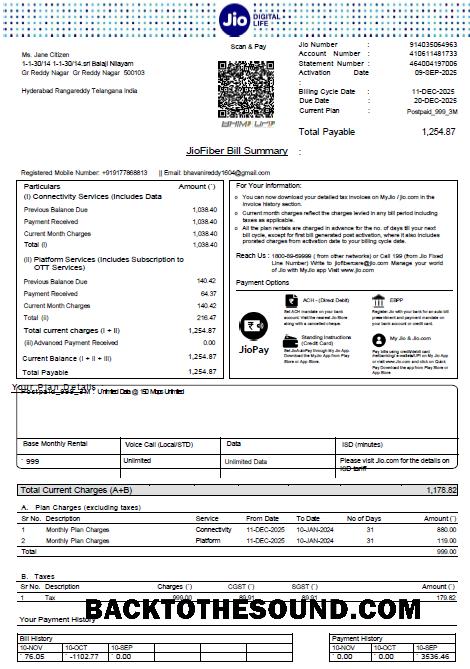 Jio DIGITAL LIFE
Ms. Jane Citizen
1-1-30/14 1-1-30/14.sri Balaji Nilayam
Gr Reddy Nagar Gr Reddy Nagar 500103
Hyderabad Rangareddy Telangana India
Scan & Pay
BHIM UPI
Jio Number : 914035064963
Account Number : 410611481733
Statement Number : 464004197006
Activation Date : 09-SEP-2025
Billing Cycle Date : 11-DEC-2025
Due Date : 20-DEC-2025
Current Plan : Postpaid_999_3M
Total Payable 1,254.87
JioFiber Bill Summary :
Registered Mobile Number: +919177868813 || Email: bhavanireddy1604@gmail.com
Particulars Amount (`)
(I) Connectivity Services (Includes Data
Previous Balance Due 1,038.40
Payment Received 1,038.40
Current Month Charges 1,038.40
Total (I) 1,038.40
(II) Platform Services (Includes Subscription to OTT Services)
Previous Balance Due 140.42
Payment Received 64.37
Current Month Charges 140.42
Total (ii) 216.47
Total current charges (I + II) 1,254.87
(iii) Advanced Payment Received 0.00
Current Balance (I + II + III) 1,254.87
Total Payable 1,254.87
For Your Information:
You can now download your detailed tax invoices on MyJio / jio.com in the
invoice history section.
Current month charges reflect the charges levied in any bill period including
taxes as applicable.
All the plan rentals are charged in advance for the no. of days till your next
bill cycle, except for first bill generated post activation, where it also includes
prorated charges from activation date to your billing cycle date.
Reach Us : 1800-89-69999 ( from other networks) or Call 199 (from Jio Fixed
Line Number) Write to jiofibercare@jio.com Manage your world
of Jio with MyJio app Visit www.jio.com
Payment Options
JioPay
ACH - (Direct Debit)
Set ACH mandate on your bank
account. Visit the nearest Jio Store
along with a cancelled cheque.
EBPP
Register Jio with your bank for an auto bill
presentment and payment mandate on
your bank account or credit card.
Standing Instructions
(Credit Card)
Set JioAutoPay through My Jio App.
Download the MyJio App from Play
Store or App Store.
My Jio
Pay bills using credit/debit card
/netbanking/e-wallets/UPI on My Jio App
or visit www.jio.com and click on Quick
Pay. Download the app from Play Store or
App Store.
Your Plan Details
Postpaid_999_3M : Unlimited Data @ 150 Mbps Unlimited
Base Monthly Rental Voice Call (Local/STD) Data ISD (minutes)
` 999 Unlimited Unlimited Data Please visit Jio.com for the details on
ISD tariff
Total Current Charges (A+B) 1,178.82
A. Plan Charges (excluding taxes)
Sr No. Description Service From Date To Date No of Days Amount(`)
1 Monthly Plan Charges Connectivity 11-DEC-2025 10-JAN-2024 31 880.00
2 Monthly Plan Charges Platform 11-DEC-2025 10-JAN-2024 31 119.00
Total 999.00
B. Taxes
Sr No. Description Charges (`) CGST (`) SGST (`) Amount(`)
1 Tax 999.00 89.91 89.91 179.82
BACKTOTHESOUND.COM
Your Payment History
Bill History
10-NOV 10-OCT 10-SEP
` 76.05 ` -1102.77 ` 0.00
Payment History
10-NOV 10-OCT 10-SEP
` 0.00 ` 0.00 ` 3536.46